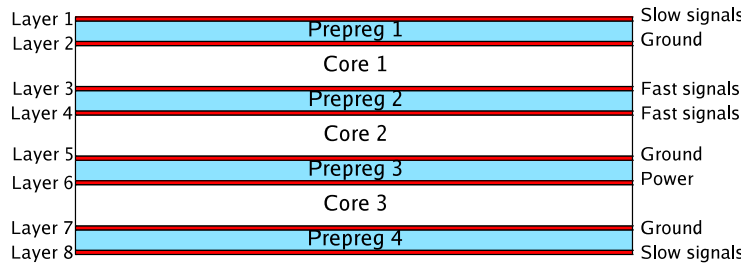 Layer 1 Slow signals
Prepreg 1
Layer 2 Ground
Core 1
Layer 3 Fast signals
Prepreg 2
Layer 4 Fast signals
Core 2
Layer 5 Ground
Prepreg 3
Layer 6 Power
Core 3
Layer 7 Ground
Prepreg 4
Layer 8 Slow signals